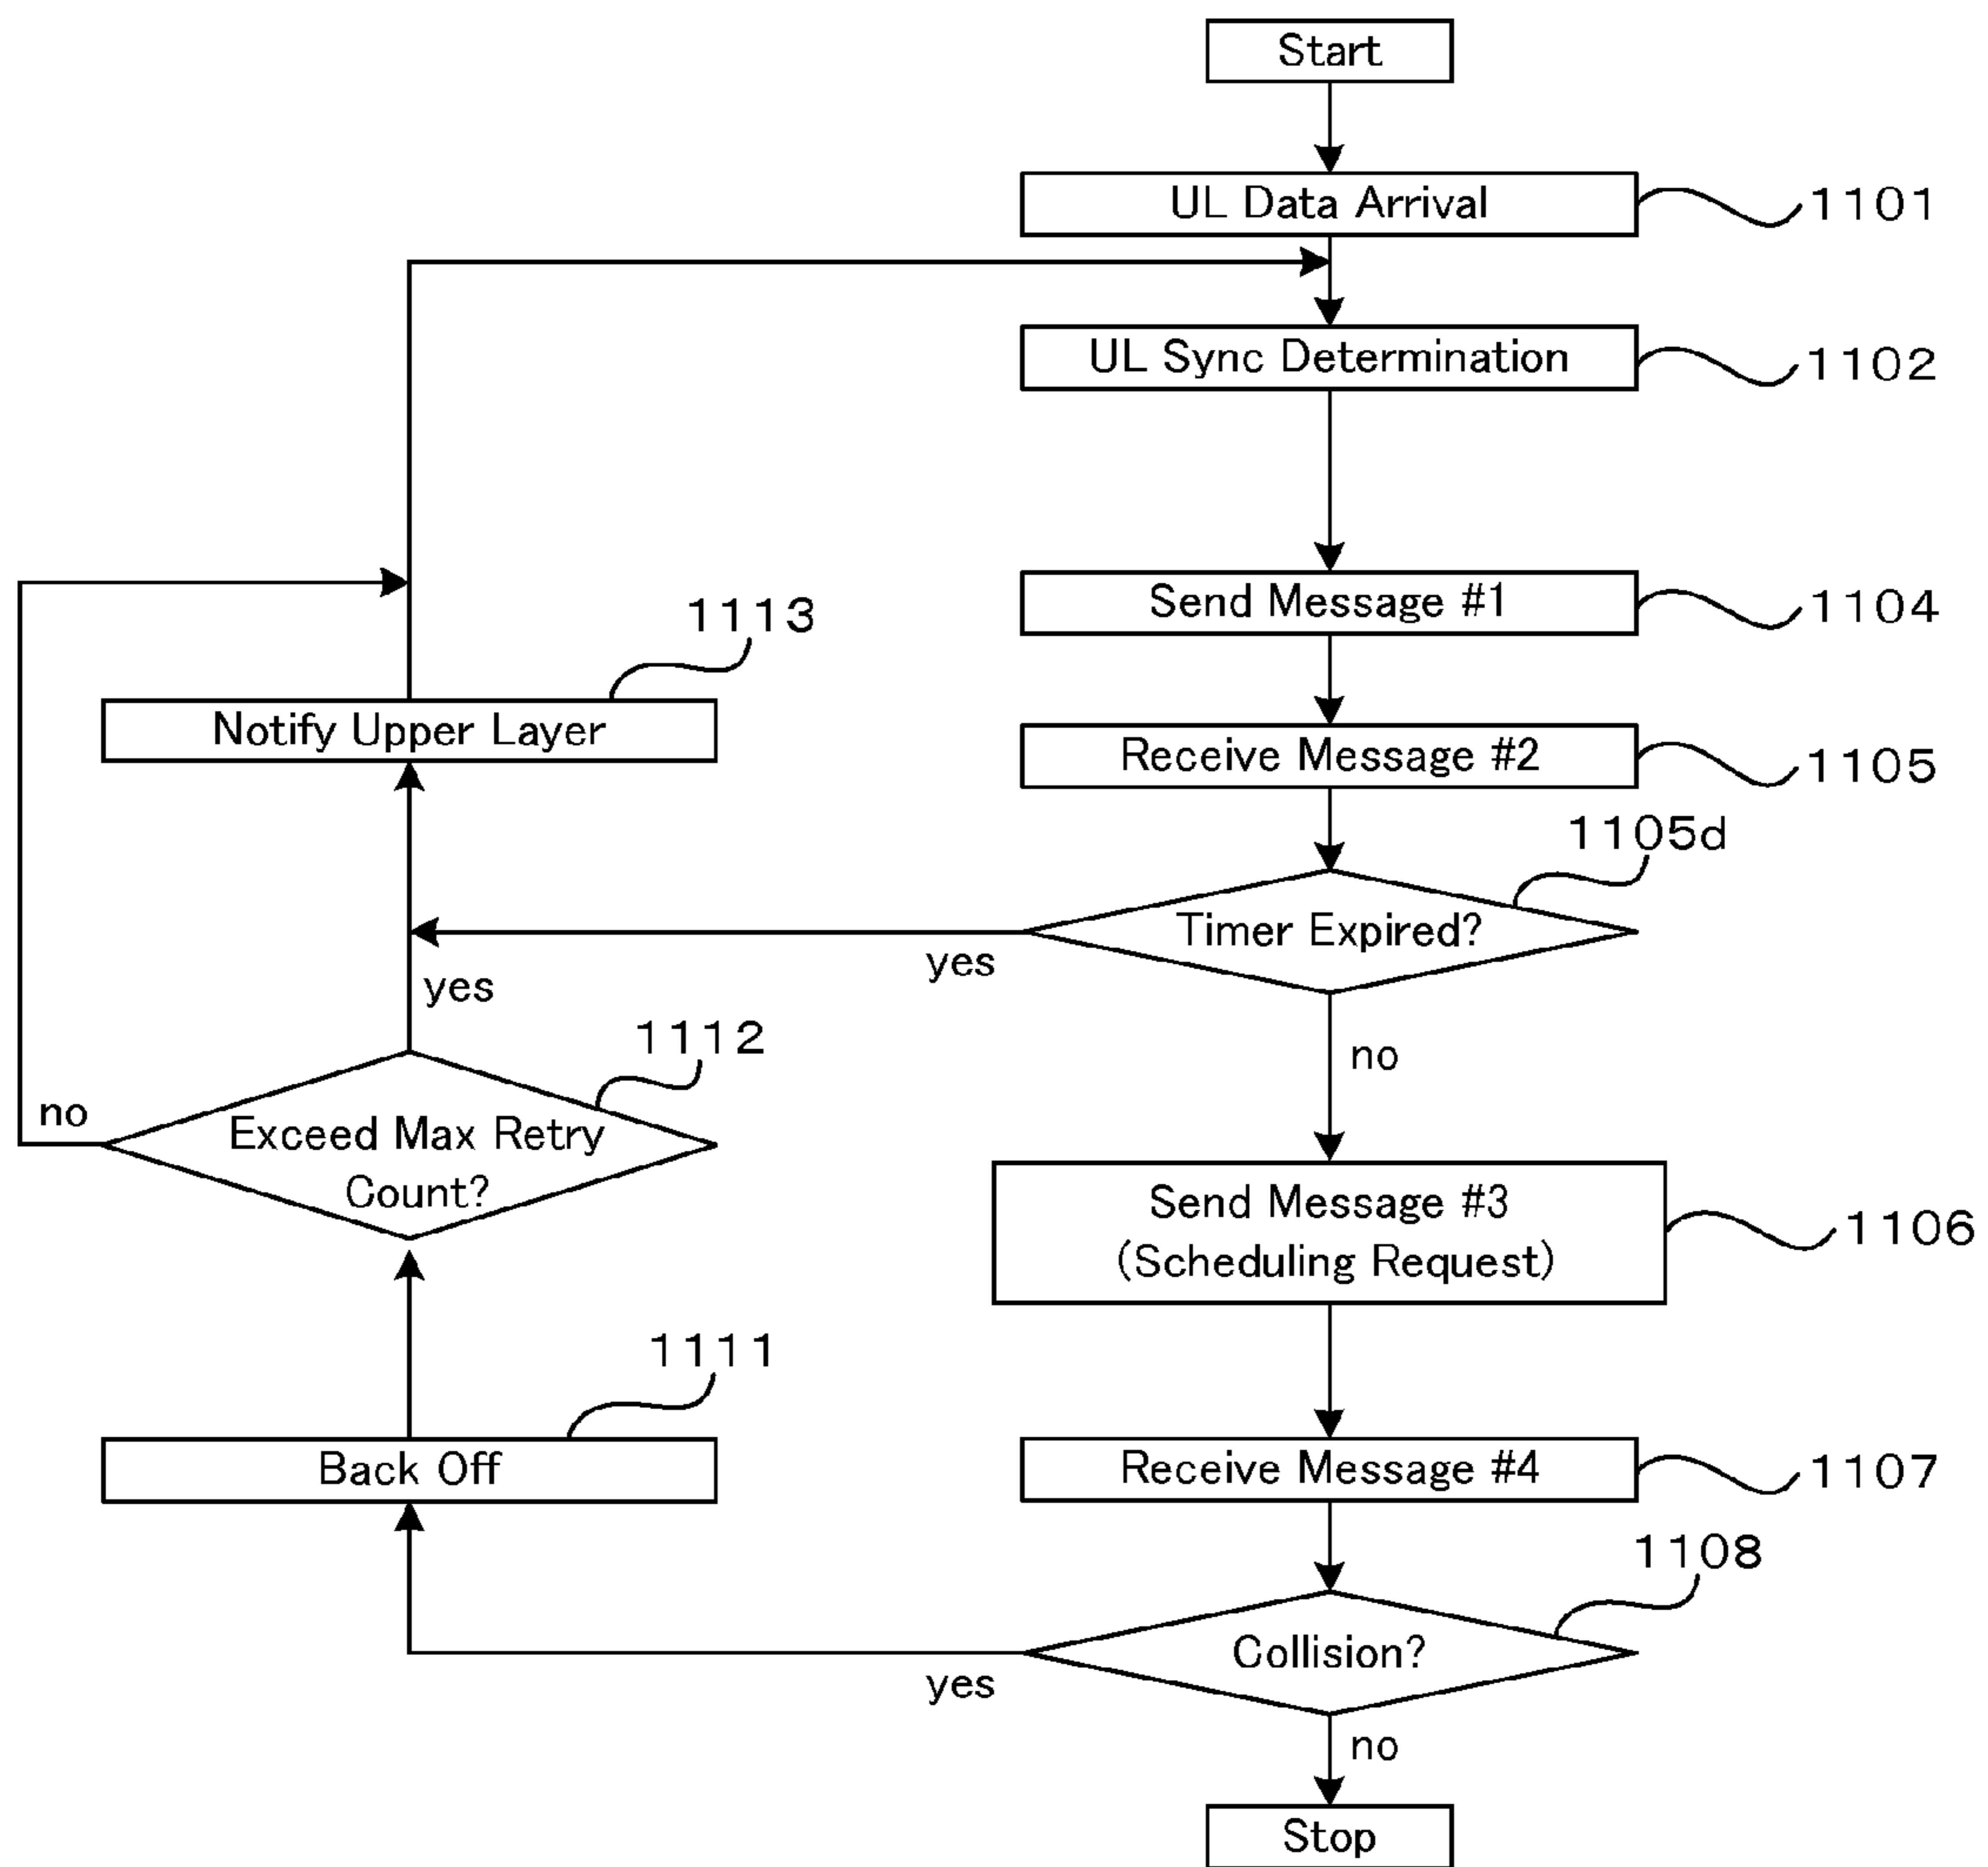 Start
UL Data Arrival
1101
UL Sync Determination
1102
Send Message #1
1104
1113
Notify Upper Layer
Receive Message #2
1105
1105d
Timer Expired?
yes
yes
no
1112
no
Exceed Max Retry
Count?
Send Message #3
(Scheduling Request)
1106
1111
Back Off
Receive Message #4
1107
1108
Collision?
yes
no
Stop